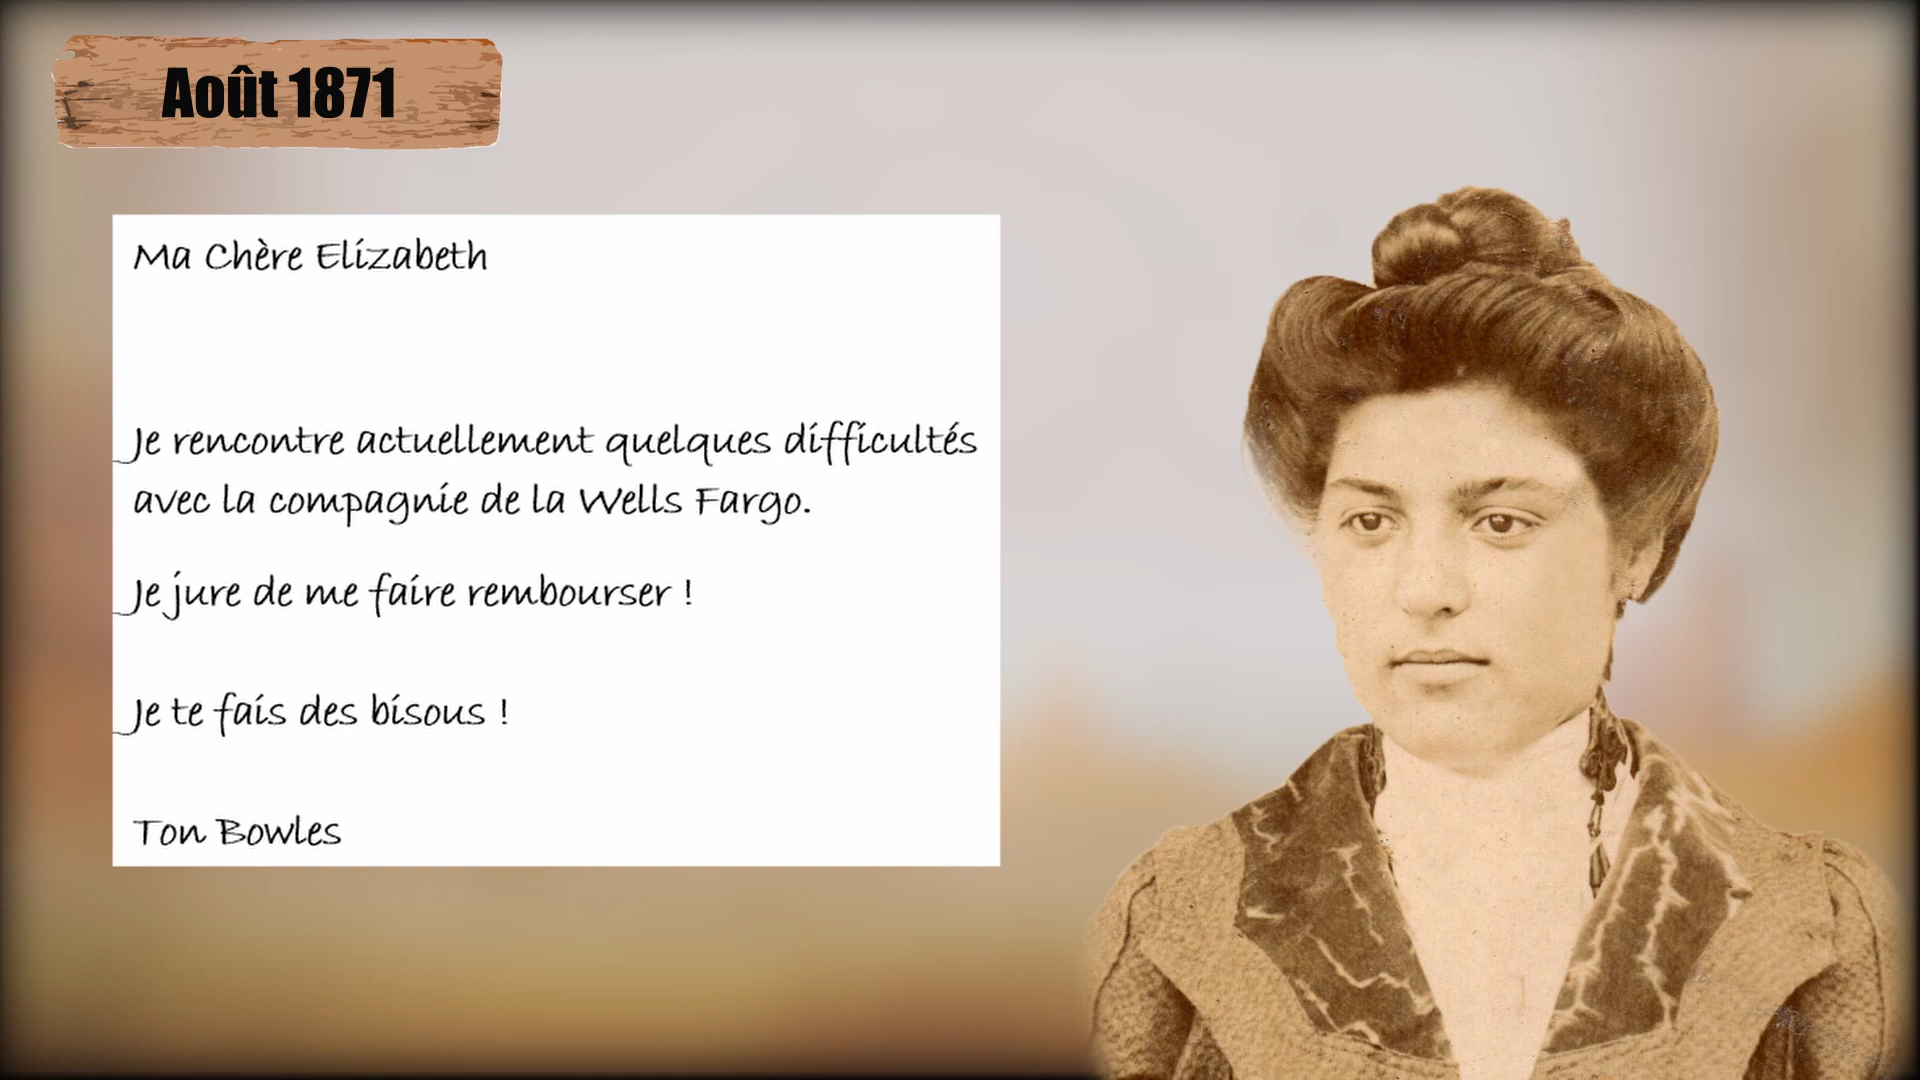 Août 1871
Ma Chère Elizabeth
Je rencontre actuellement quelques difficultés
avec la compagnie de la Wells Fargo.
Je jure de me faire rembourser !
Je te fais des bisous !
Ton Bowles